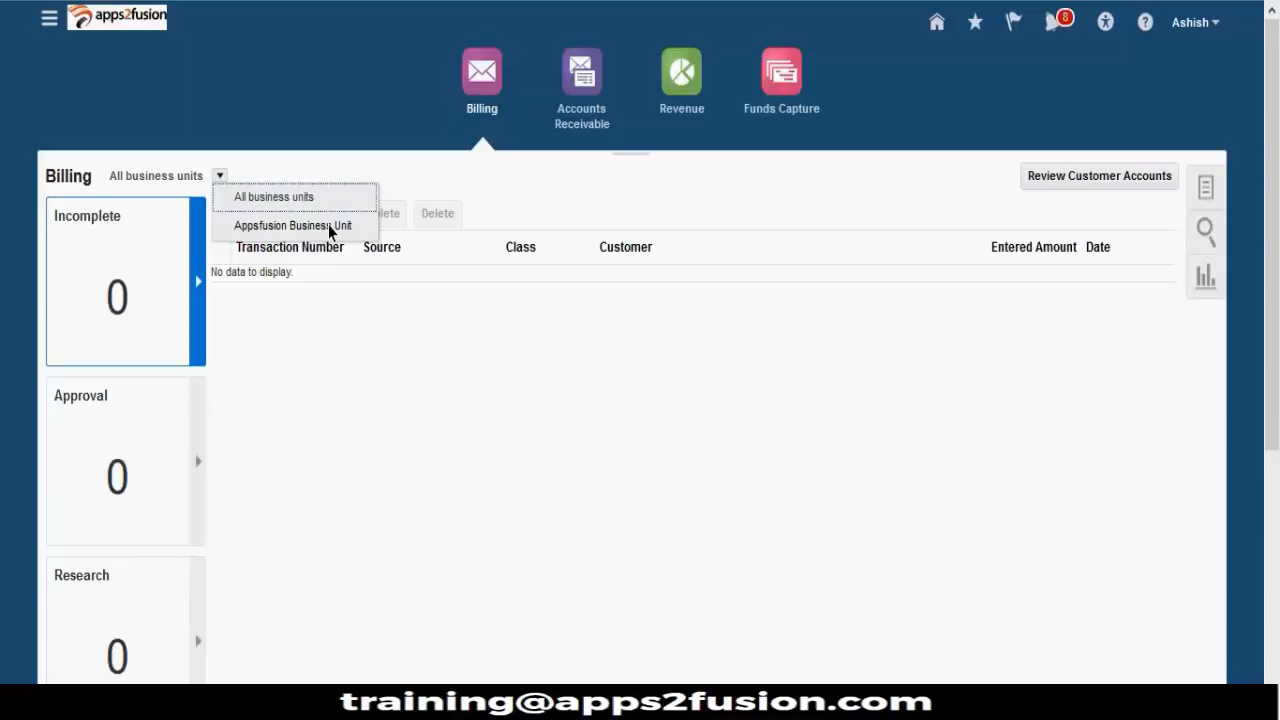 apps2fusion
8
Ashish
Billing
Accounts
Receivable
Revenue
Funds Capture
Billing
All business units
Review Customer Accounts
All business units
Appsfusion Business Unit
Delete
Transaction Number
Source
Class
Customer
Entered Amount
Date
No data to display.
Incomplete
0
Approval
0
Research
0
training@apps2fusion.com